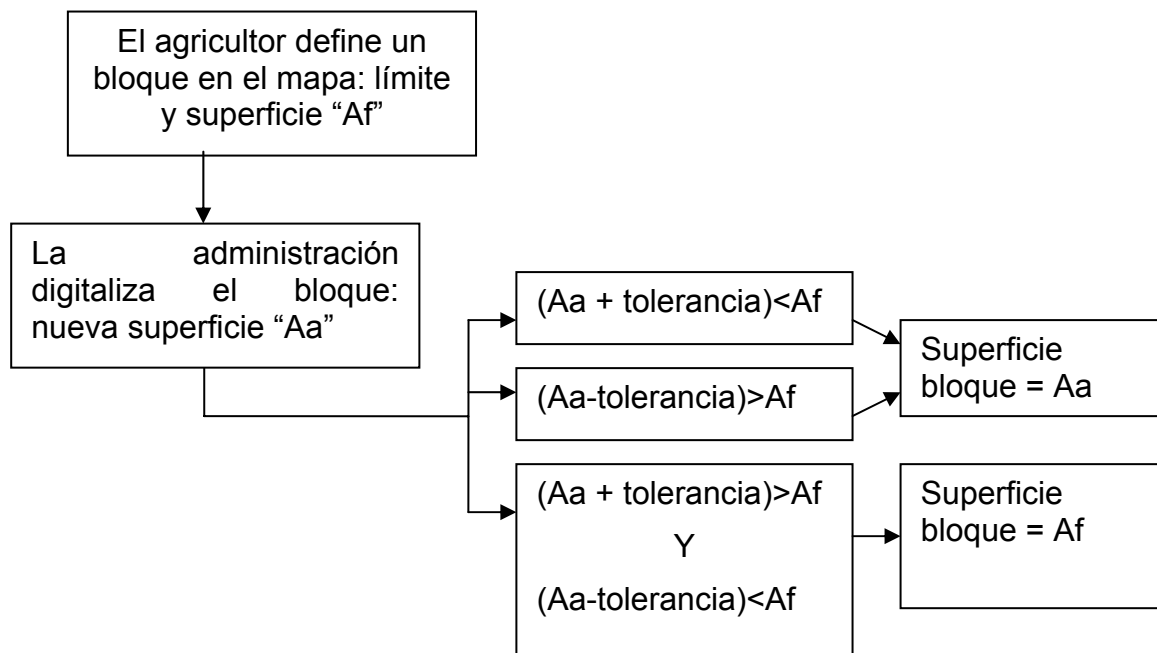 El agricultor define un
bloque en el mapa: límite
y superficie “Af”
La administración
digitaliza el bloque:
nueva superficie “Aa”
(Aa + tolerancia)<Af
(Aa-tolerancia)>Af
Superficie
bloque = Aa
(Aa + tolerancia)>Af
Y
(Aa-tolerancia)<Af
Superficie
bloque = Af